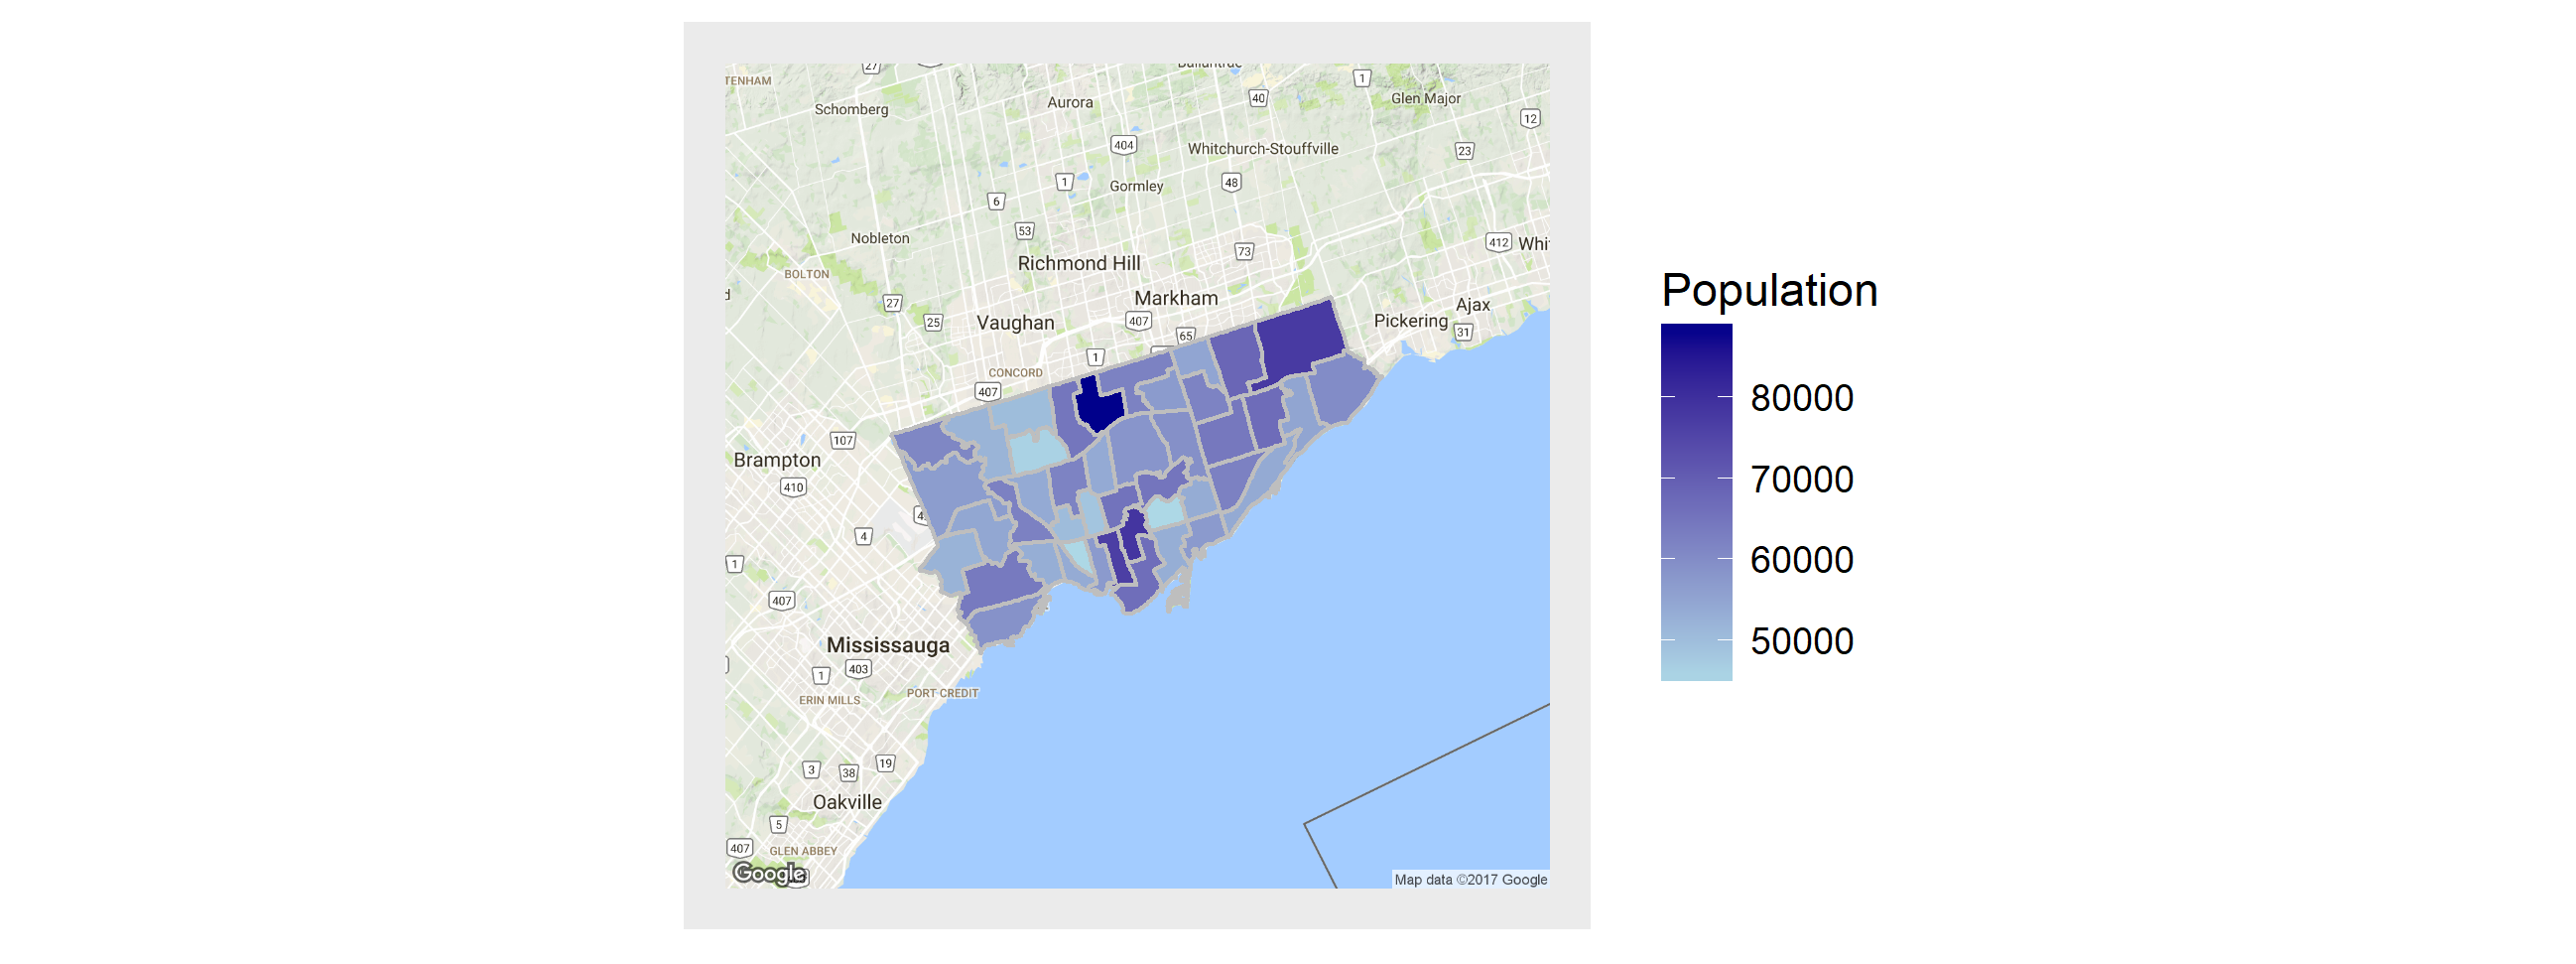 27
Ballantrae
TENHAM
Schomberg
Aurora
40
1
Glen Major
12
404
Whitchurch-Stouffville
23
1
Gormley
48
6
53
Nobleton
73
412
Whi
Richmond Hill
BOLTON
d
Markham
27
Ajax
25
Vaughan
407
Pickering
65
31
1
CONCORD
407
107
Brampton
410
4
4
1
407
Mississauga
403
1
ERIN MILLS
PORT CREDIT
19
3
38
Oakville
5
407
GLEN ABBEY
Google
Map data ©2017 Google
Population
80000
70000
60000
50000